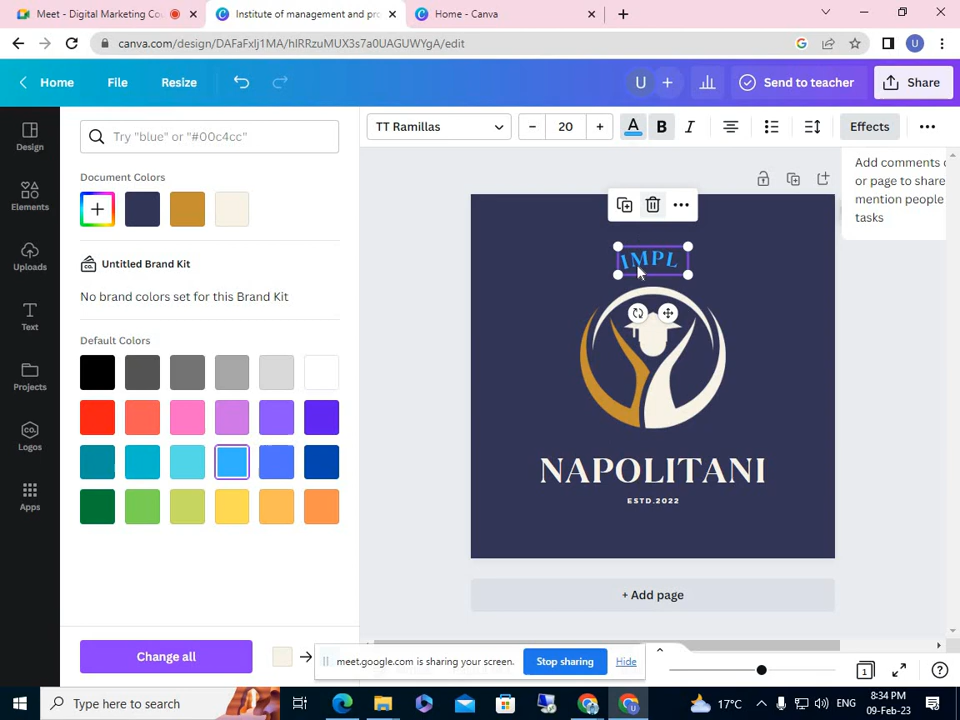 Meet - Digital Marketing Cou
Institute of management and pro
Home - Canva
canva.com/design/DAFaFxIj1MA/hIRRzuMUX3s7a0UAGUWYgA/edit
U
Home
File
Resize
U
Send to teacher
Share
Design
Elements
Uploads
Text
Projects
CO.
Logos
Apps
Try "blue" or "#00c4cc"
Document Colors
CO.
Untitled Brand Kit
No brand colors set for this Brand Kit
Default Colors
Change all
TT Ramillas
20
A
B
I
Effects
Add comments
or page to share
mention people
tasks
IMPL
NAPOLITANI
ESTD.2022
+ Add page
meet.google.com is sharing your screen.
Stop sharing
Hide
1
Type here to search
17°C
ENG
8:34 PM
09-Feb-23